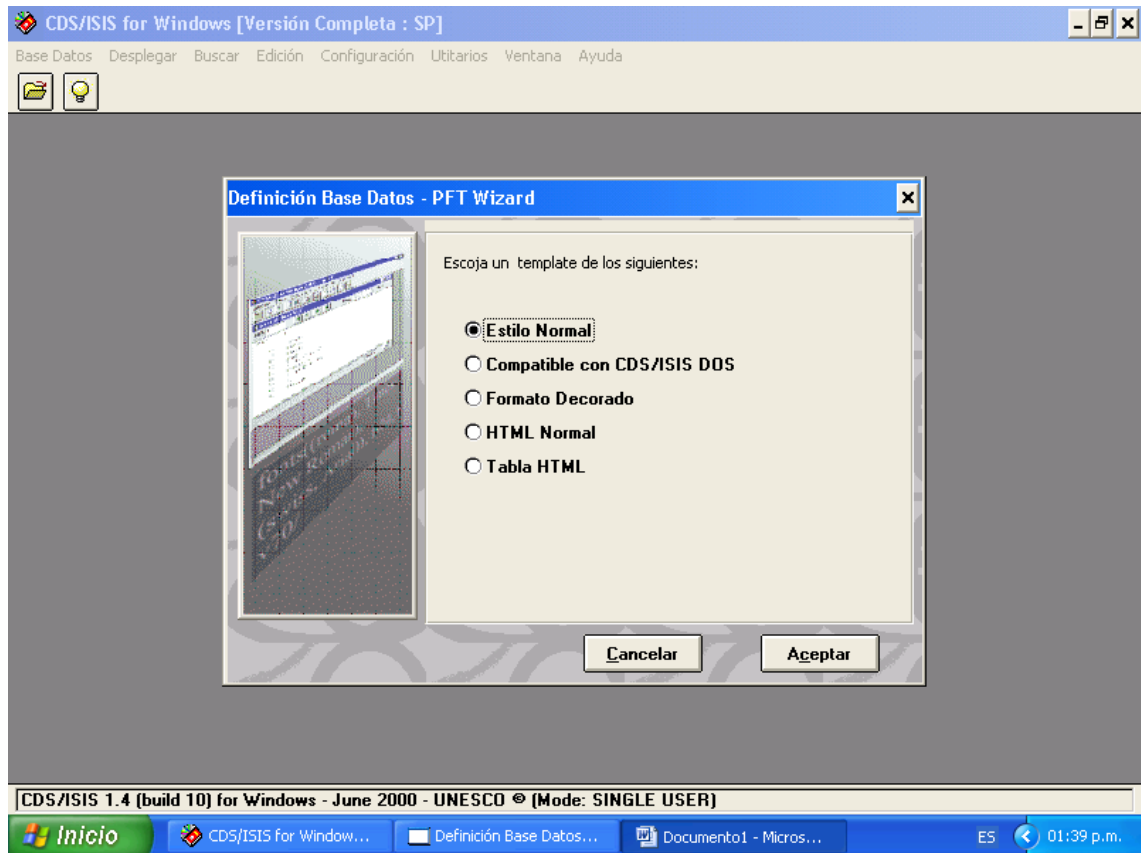 CDS/ISIS for Windows [Versión Completa : SP]
Base Datos Desplegar Buscar Edición Configuración Utitarios Ventana Ayuda
Definición Base Datos - PFT Wizard
Escoja un template de los siguientes:
Estilo Normal
Compatible con CDS/ISIS DOS
Formato Decorado
HTML Normal
Tabla HTML
Cancelar Aceptar
CDS/ISIS 1.4 (build 10) for Windows - June 2000 - UNESCO © (Mode: SINGLE USER)
Inicio CDS/ISIS for Window... Definición Base Datos... Documento1 - Micros... ES 01:39 p.m.